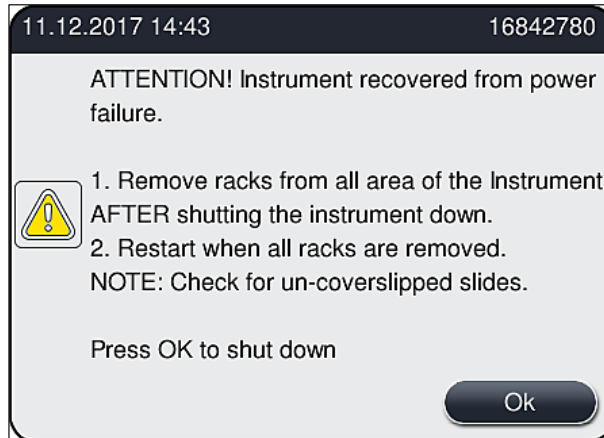 11.12.2017 14:43 16842780
ATTENTION! Instrument recovered from power
failure.
1. Remove racks from all area of the Instrument
AFTER shutting the instrument down.
2. Restart when all racks are removed.
NOTE: Check for un-coverslipped slides.
Press OK to shut down
Ok